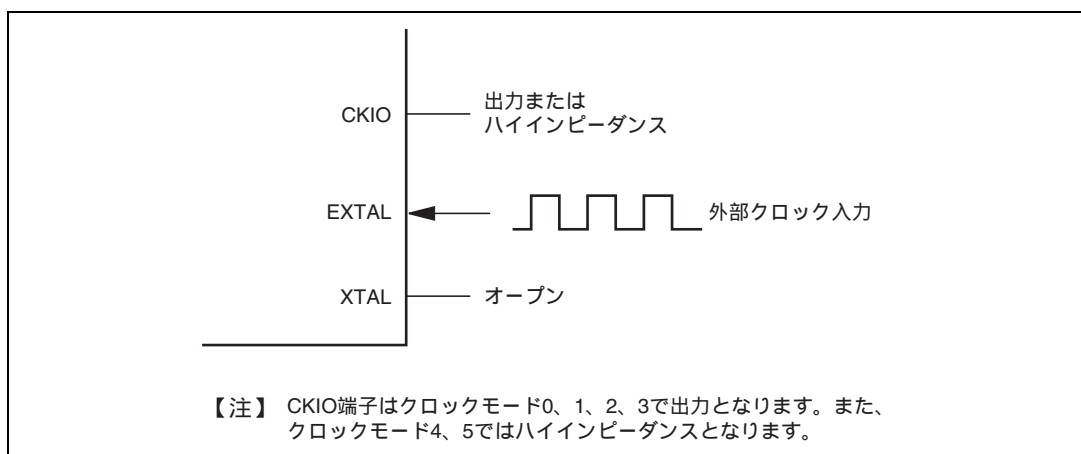 CKIO
出力または
ハイインピーダンス
EXTAL
外部クロック入力
XTAL
オープン
【注】 CKIO端子はクロックモード0、1、2、3で出力となります。また、
クロックモード4、5ではハイインピーダンスとなります。